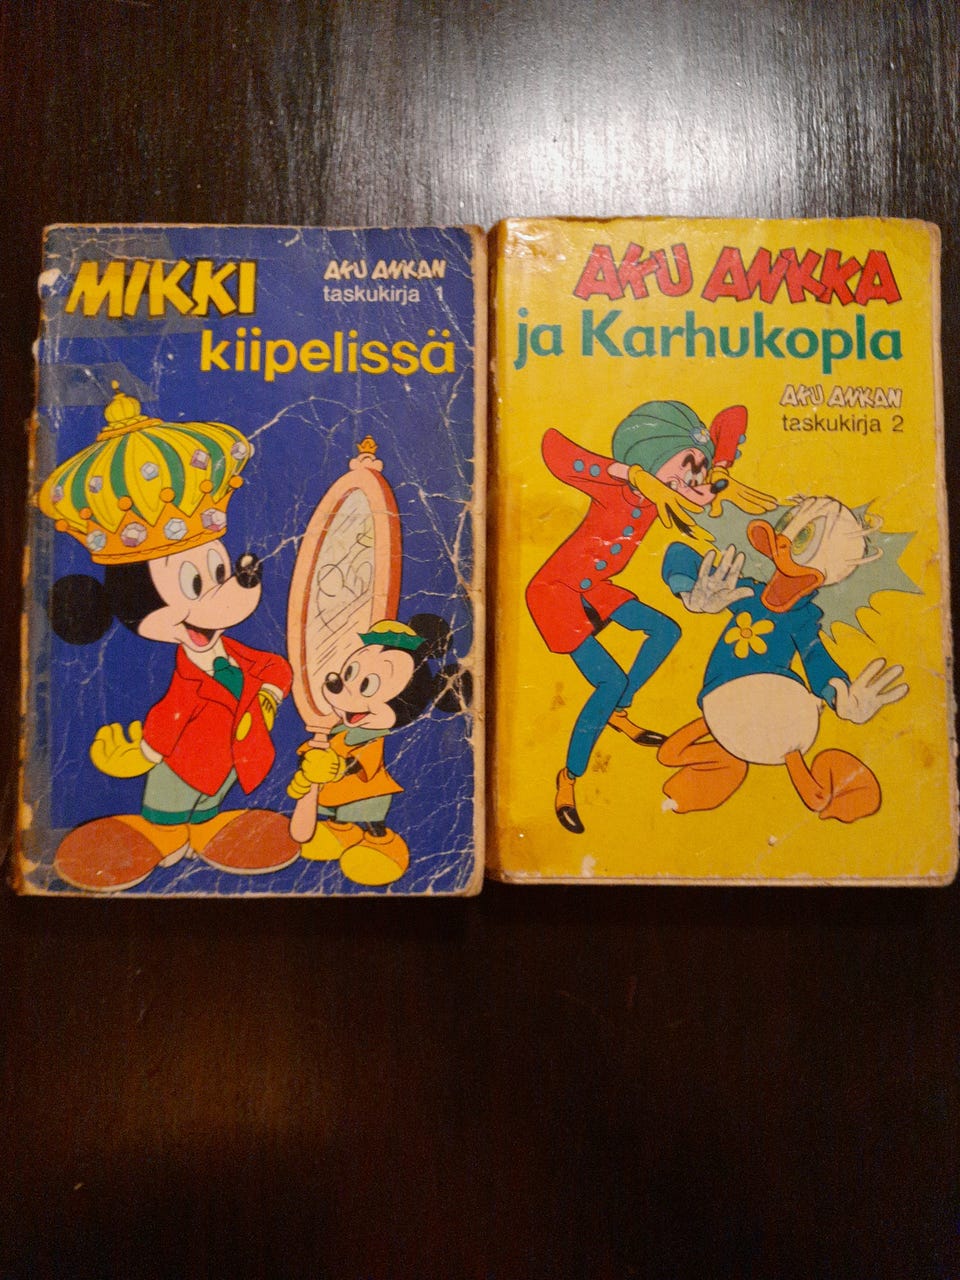 MIKKI
kiipelissä
AKU ANKAN
taskukirja 1
AKU ANKKA
ja Karhukopla
AKU ANKAN
taskukirja 2